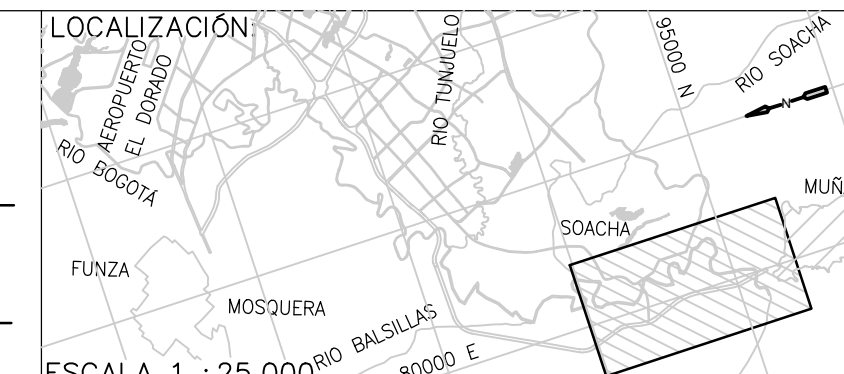 LOCALIZACIÓN:
AEROPUERTO
EL DORADO
RIO BOGOTÁ
RIO TUNJUELO
95000 N
RIO SOACHA
N
SOACHA
FUNZA
MOSQUERA
RIO BALSILLAS
80000 E
ESCALA 1 : 25.000